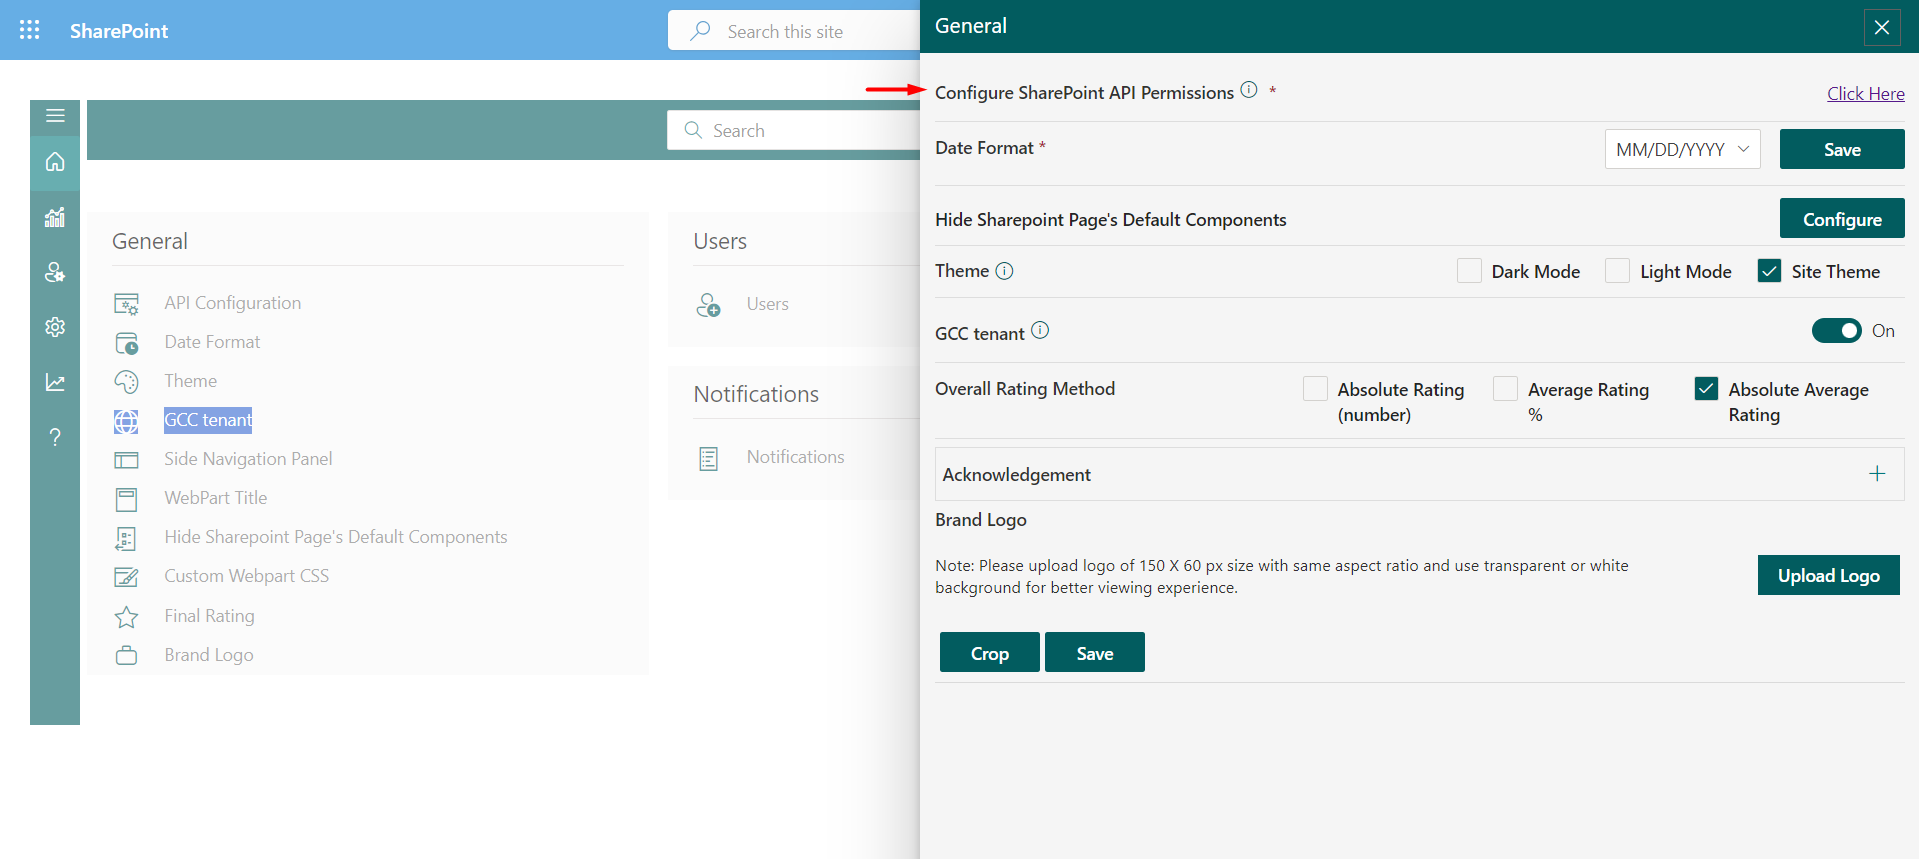 SharePoint
Search this site
Search
General
API Configuration
Date Format
Theme
GCC tenant
Side Navigation Panel
WebPart Title
Hide Sharepoint Page's Default Components
Custom Webpart CSS
Final Rating
Brand Logo
Users
Users
Notifications
Notifications
General
Configure SharePoint API Permissions * Click Here
Date Format * MM/DD/YYYY Save
Hide Sharepoint Page's Default Components Configure
Theme Dark Mode Light Mode Site Theme
GCC tenant On
Overall Rating Method Absolute Rating Average Rating Absolute Average
(number) % Rating
Acknowledgement
Brand Logo
Note: Please upload logo of 150 X 60 px size with same aspect ratio and use transparent or white
background for better viewing experience.
Upload Logo
Crop Save